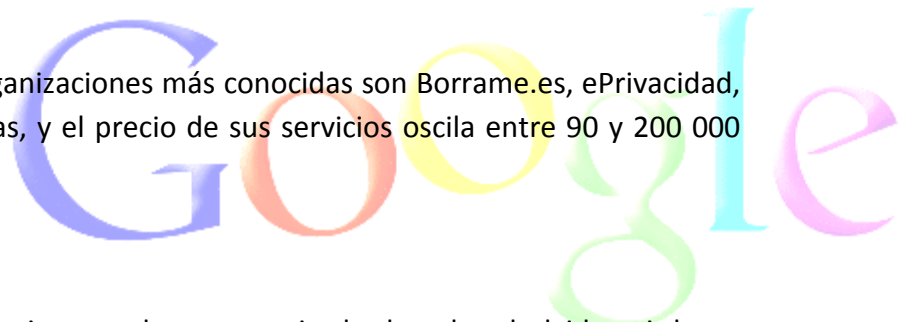 ganizaciones más conocidas son Borrame.es, ePrivacidad,
as, y el precio de sus servicios oscila entre 90 y 200 000
Google